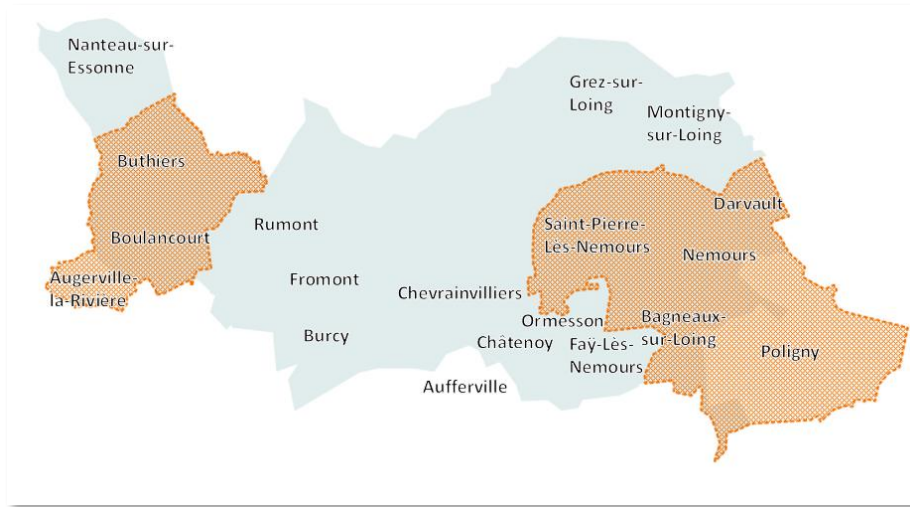 Nanteau-sur-
Essonne
Grez-sur-
Loing
Montigny-
sur-Loing
Buthiers
Darvault
Rumont
Saint-Pierre-
Lès-Nemours
Boulancourt
Nemours
Augerville-
la-Rivière
Fromont
Chevrainvilliers
Ormesson
Bagneaux-
sur-Loing
Burcy
Châtenoy
Faÿ-Lès-
Nemours
Poligny
Aufferville